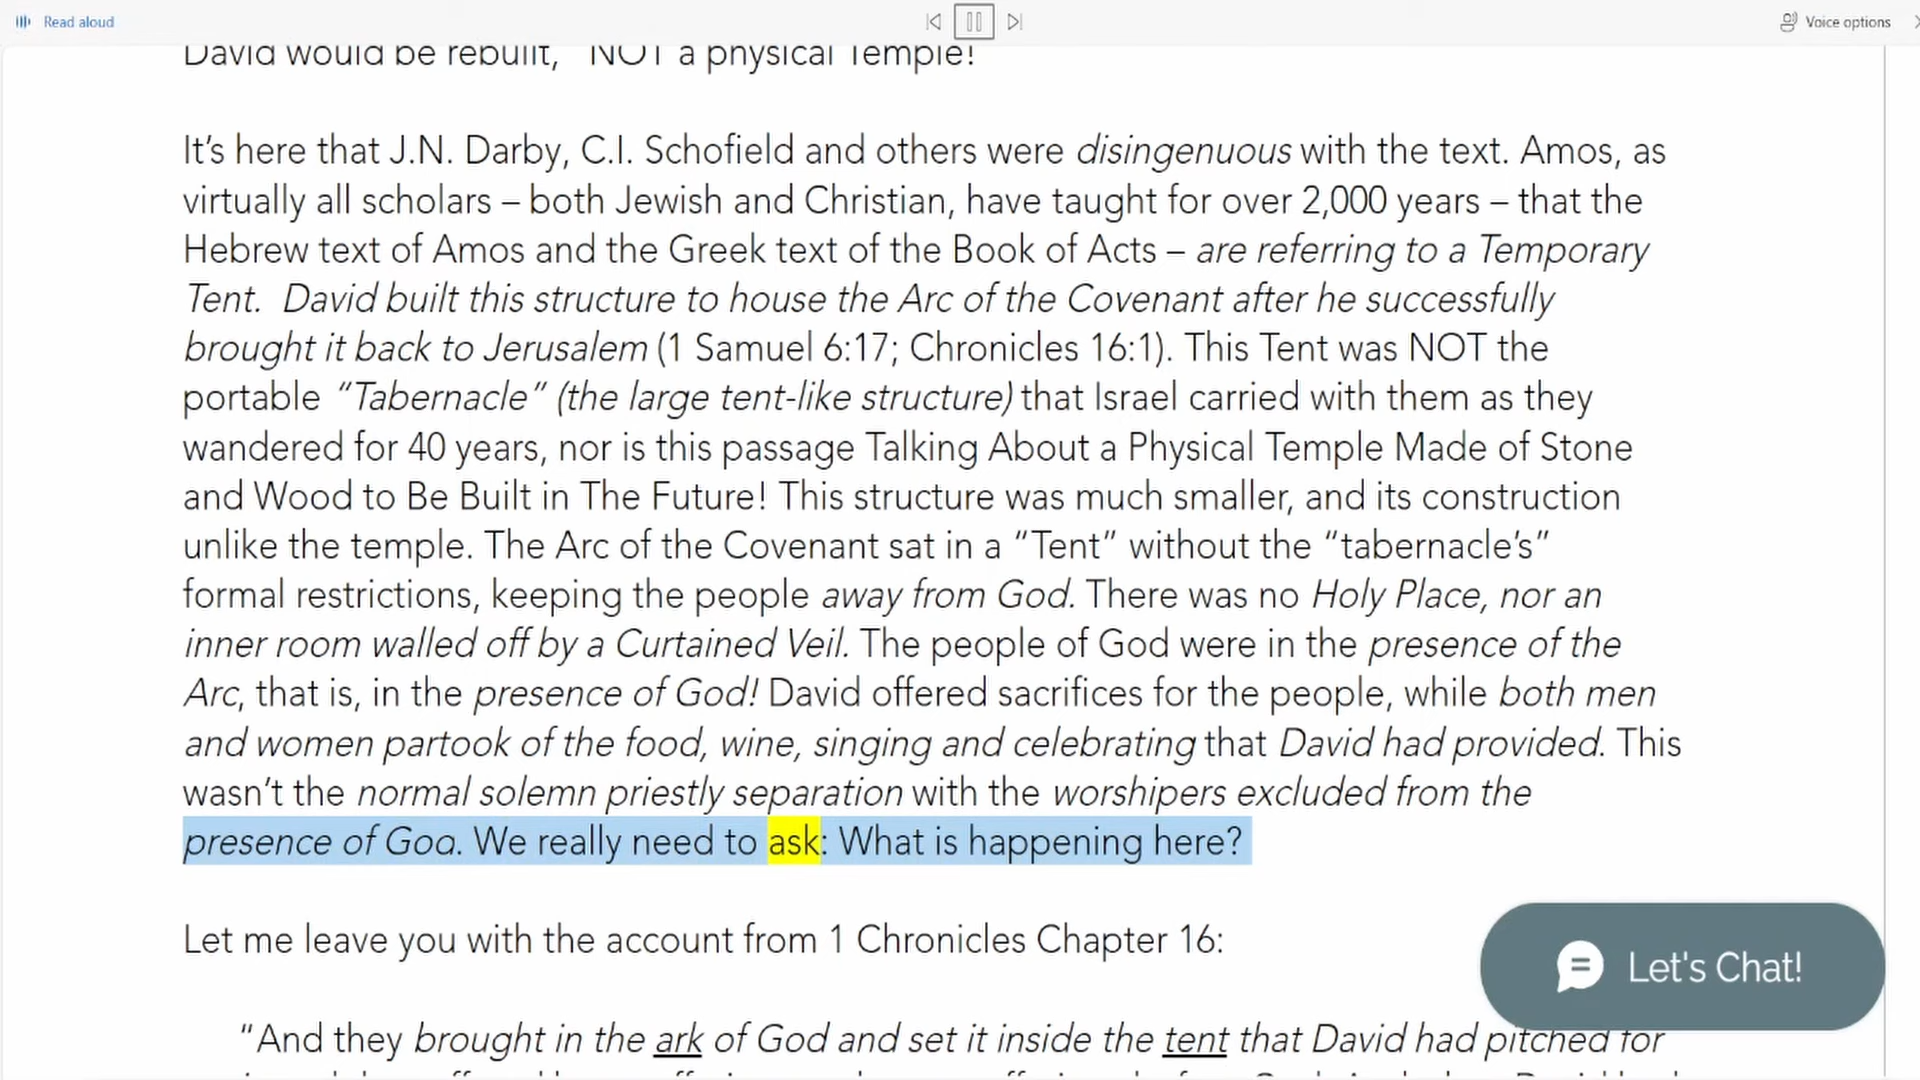 Read aloud
Voice options
David would be rebuilt, NOT a physical Temple!
It's here that J.N. Darby, C.I. Schofield and others were disingenuous with the text. Amos, as
virtually all scholars – both Jewish and Christian, have taught for over 2,000 years – that the
Hebrew text of Amos and the Greek text of the Book of Acts – are referring to a Temporary
Tent. David built this structure to house the Arc of the Covenant after he successfully
brought it back to Jerusalem (1 Samuel 6:17; Chronicles 16:1). This Tent was NOT the
portable “Tabernacle” (the large tent-like structure) that Israel carried with them as they
wandered for 40 years, nor is this passage Talking About a Physical Temple Made of Stone
and Wood to Be Built in The Future! This structure was much smaller, and its construction
unlike the temple. The Arc of the Covenant sat in a “Tent” without the “tabernacle’s”
formal restrictions, keeping the people away from God. There was no Holy Place, nor an
inner room walled off by a Curtained Veil. The people of God were in the presence of the
Arc, that is, in the presence of God! David offered sacrifices for the people, while both men
and women partook of the food, wine, singing and celebrating that David had provided. This
wasn’t the normal solemn priestly separation with the worshipers excluded from the
presence of God. We really need to ask: What is happening here?
Let me leave you with the account from 1 Chronicles Chapter 16:
Let's Chat!
“And they brought in the ark of God and set it inside the tent that David had pitched for